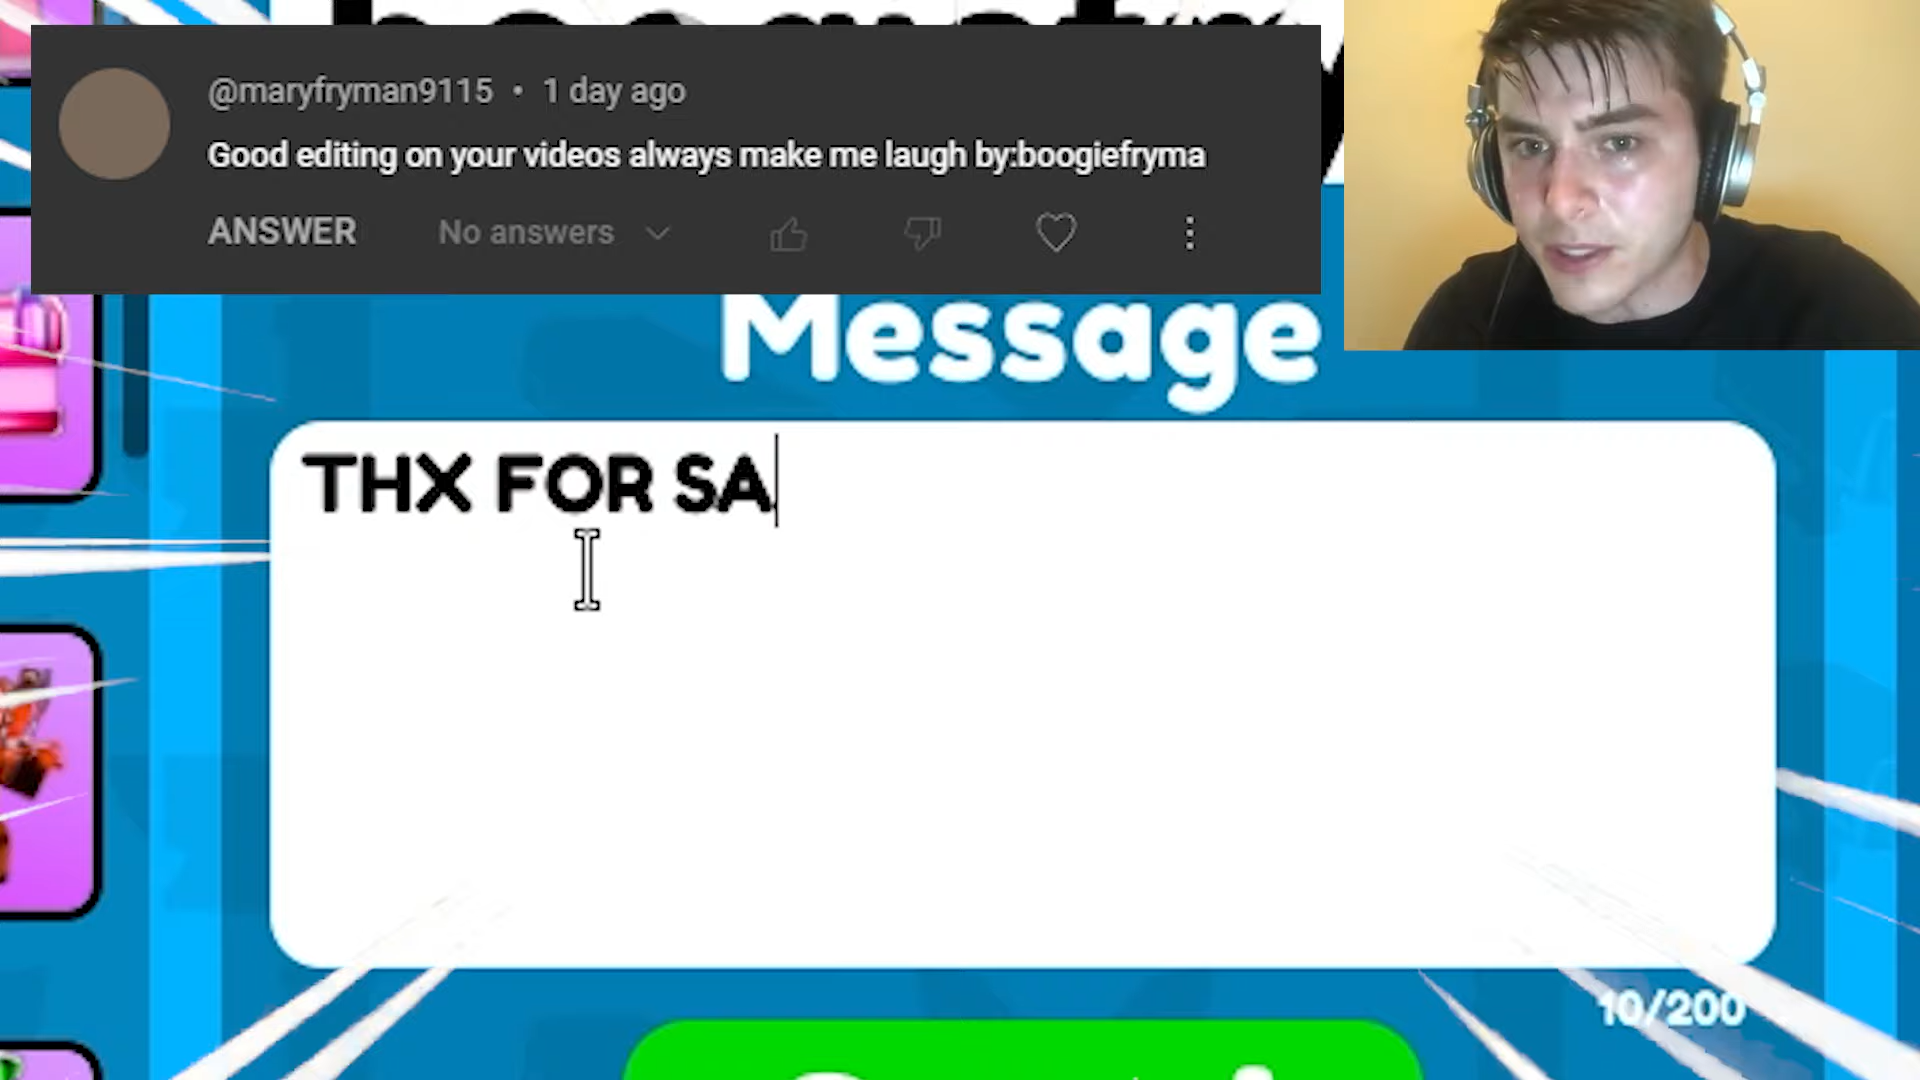 @maryfryman9115 • 1 day ago
Good editing on your videos always make me laugh by:boogiefryma
ANSWER No answers
Message
THX FOR SA
10/200